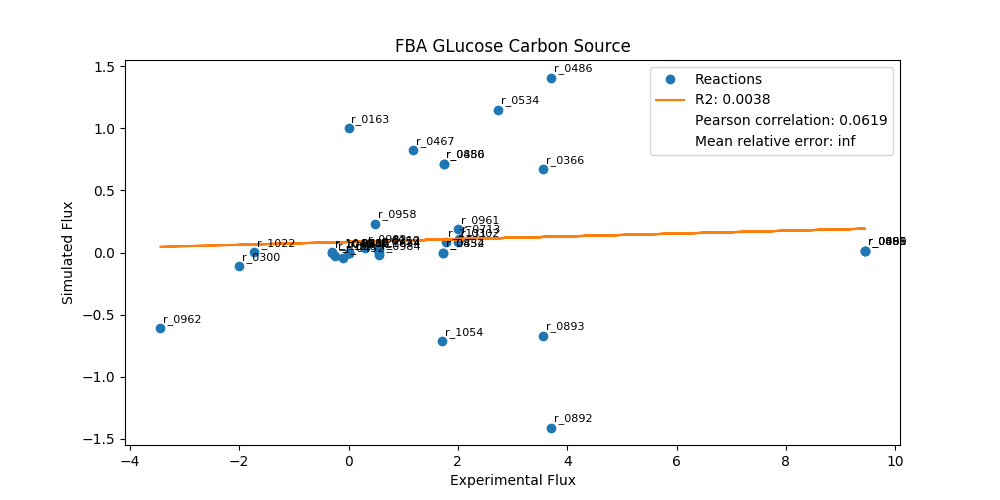 FBA GLucose Carbon Source
Reactions
R2: 0.0038
Pearson correlation: 0.0619
Mean relative error: inf
1.5
1.0
0.5
0.0
−0.5
−1.0
−1.5
Simulated Flux
r_0486
r_0534
r_0163
r_0467
r_0366
r_0958
r_0961
r_0713
r_1022
r_0300
r_0984
r_0962
r_1054
r_0893
r_0892
−4
−2
0
2
4
6
8
10
Experimental Flux